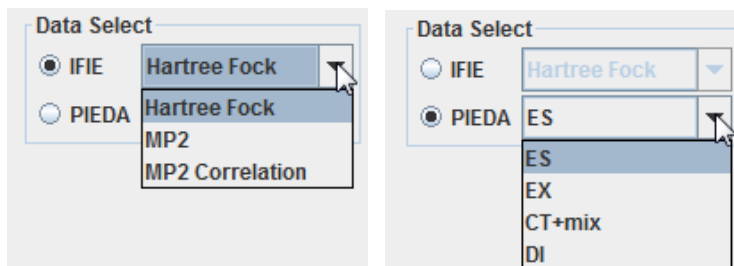 Data Select
IFIE Hartree Fock
PIEDA Hartree Fock
MP2
MP2 Correlation
Data Select
IFIE Hartree Fock
PIEDA ES
ES
EX
CT+mix
DI